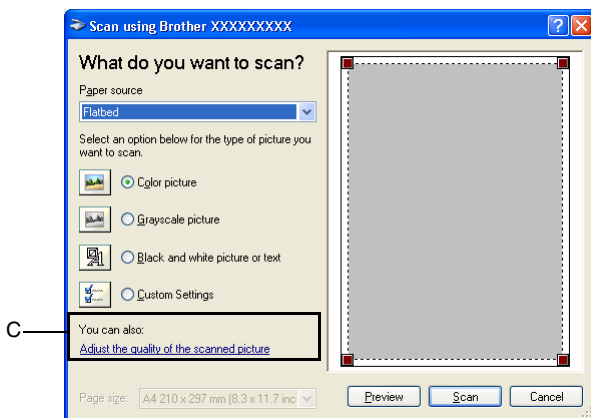 Scan using Brother XXXXXXXXX
What do you want to scan?
Paper source
Flatbed
Select an option below for the type of picture you
want to scan.
Color picture
Grayscale picture
Black and white picture or text
Custom Settings
C
You can also:
Adjust the quality of the scanned picture
Page size: A4 210 x 297 mm (8.3 x 11.7 inc
Preview Scan Cancel